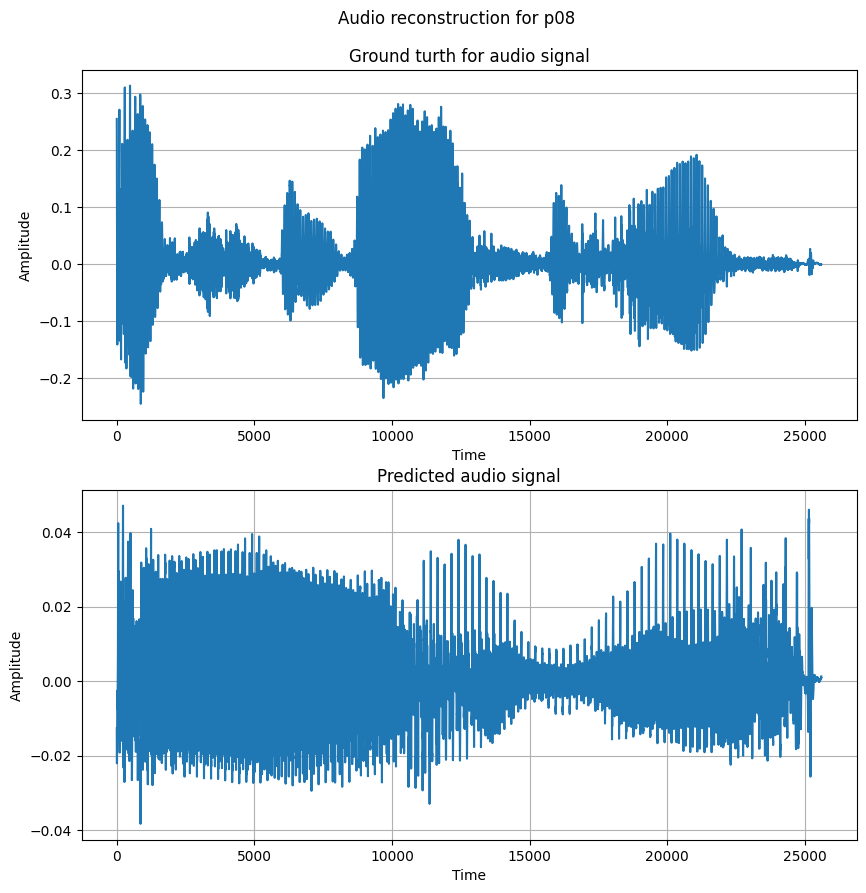 Audio reconstruction for p08
Ground turth for audio signal
0.3
0.2
0.1
0.0
−0.1
−0.2
Amplitude
0 5000 10000 15000 20000 25000
Time
Predicted audio signal
0.04
0.02
0.00
−0.02
−0.04
Amplitude
0 5000 10000 15000 20000 25000
Time